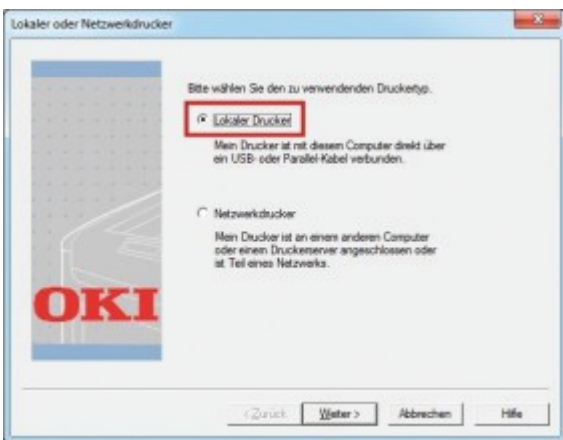 Lokaler oder Netzwerkdrucker
Bitte wählen Sie den zu verwendenden Druckertyp.
Lokaler Drucker
Mein Drucker ist mit diesem Computer direkt über
ein USB- oder Parallel-Kabel verbunden.
Netzwerkdrucker
Mein Drucker ist an einem anderen Computer
oder einem Druckerserver angeschlossen oder
ist Teil eines Netzwerks.
OKI
< Zurück
Weiter >
Abbrechen
Hilfe